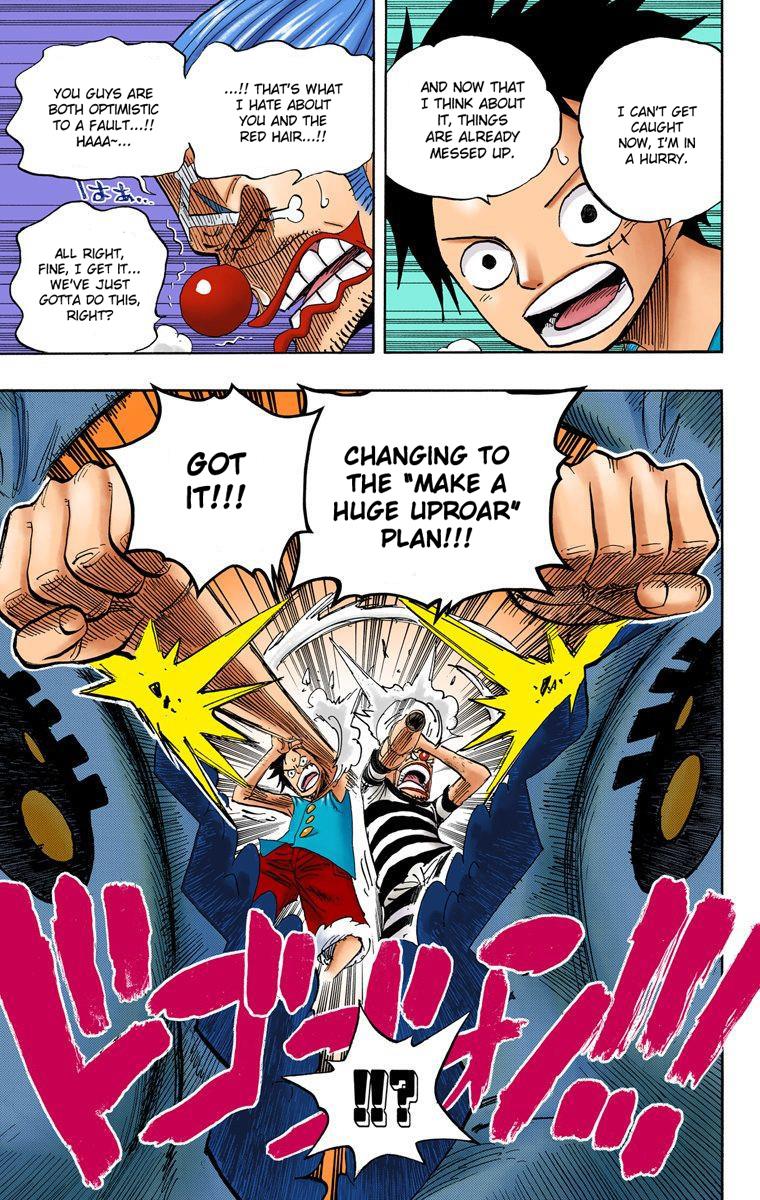 I CAN'T GET
CAUGHT
NOW, I'M IN
A HURRY.
AND NOW THAT
I THINK ABOUT
IT, THINGS
ARE ALREADY
MESSED UP.
...!! THAT'S WHAT
I HATE ABOUT
YOU AND THE
RED HAIR...!!
YOU GUYS ARE
BOTH OPTIMISTIC
TO A FAULT...!!
HAAA~...
はぁぁ...
ALL RIGHT,
FINE, I GET IT...
WE'VE JUST
GOTTA DO THIS,
RIGHT?
CHANGING TO
THE "MAKE A
HUGE UPROAR"
PLAN!!!
GOT
IT!!!
ドゴゴォン!!!
!!?